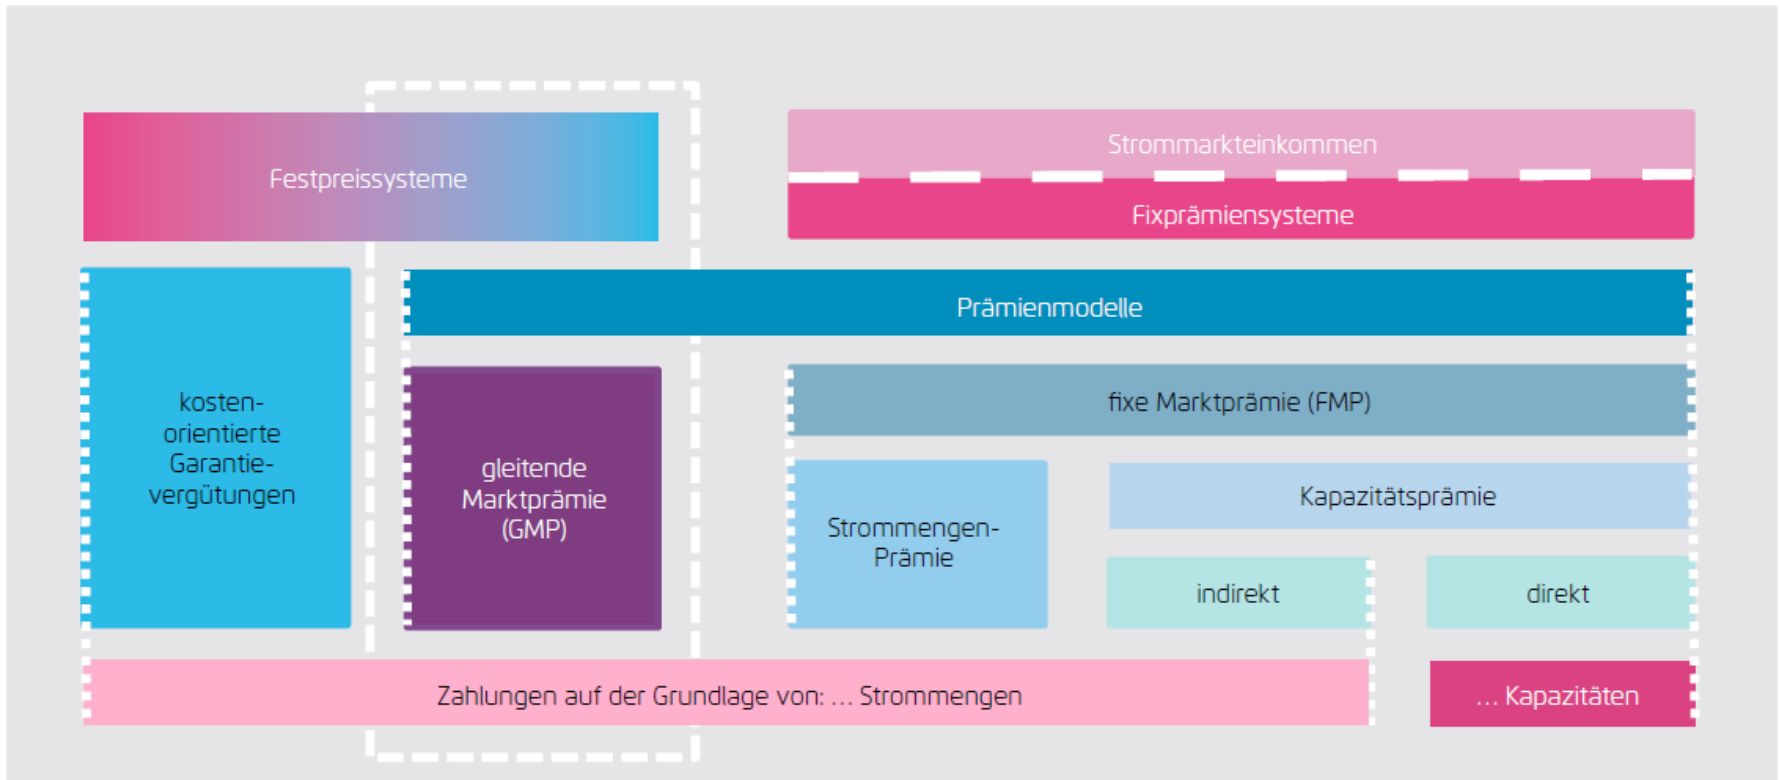 Festpreissysteme
Strommarkteinkommen
Fixprämiensysteme
Prämienmodelle
kosten-
orientierte
Garantie-
vergütungen
gleitende
Marktprämie
(GMP)
fixe Marktprämie (FMP)
Strommengen-
Prämie
Kapazitätsprämie
indirekt
direkt
Zahlungen auf der Grundlage von: ... Strommengen
... Kapazitäten